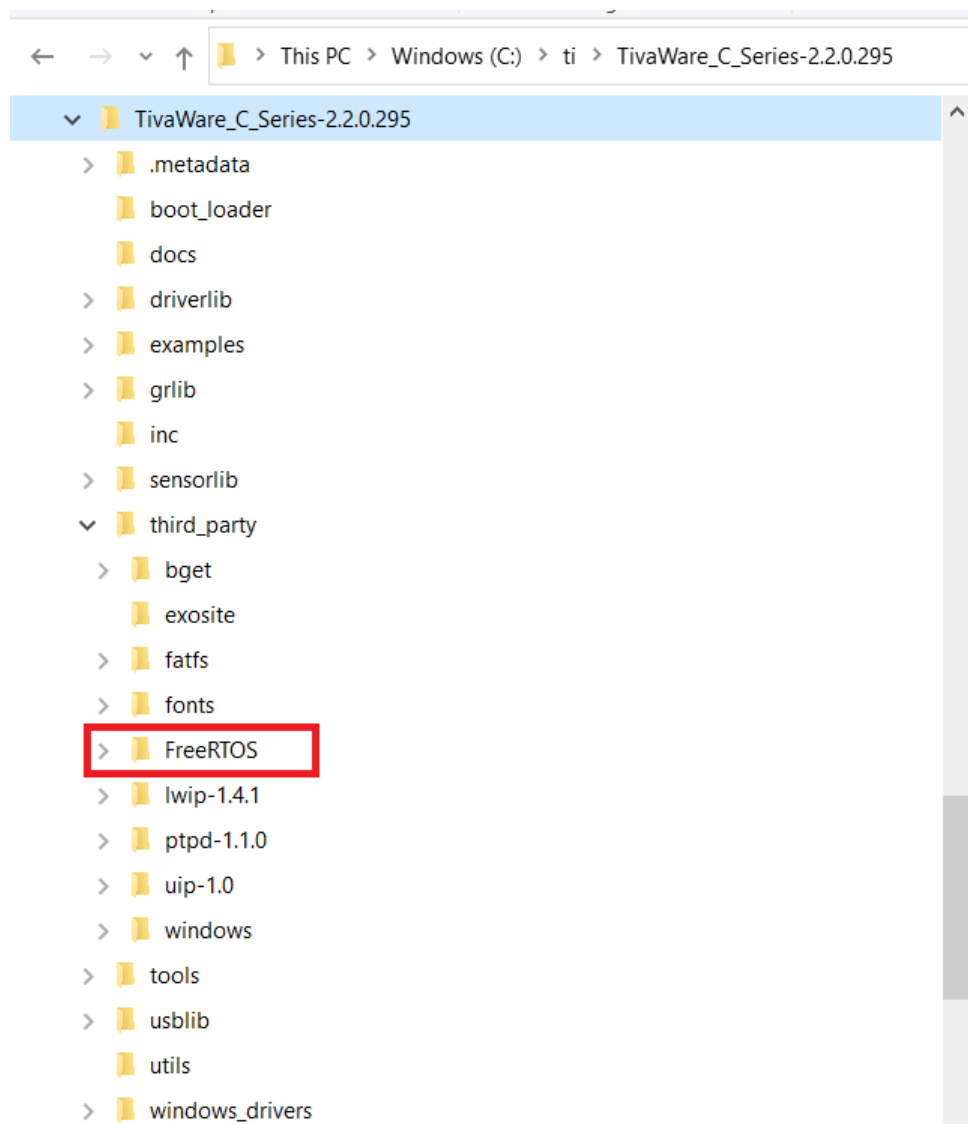 This PC > Windows (C:) > ti > TivaWare_C_Series-2.2.0.295
TivaWare_C_Series-2.2.0.295
.metadata
boot_loader
docs
driverlib
examples
grlib
inc
sensorlib
third_party
bget
exosite
fatfs
fonts
FreeRTOS
lwip-1.4.1
ptpd-1.1.0
uip-1.0
windows
tools
usblib
utils
windows_drivers